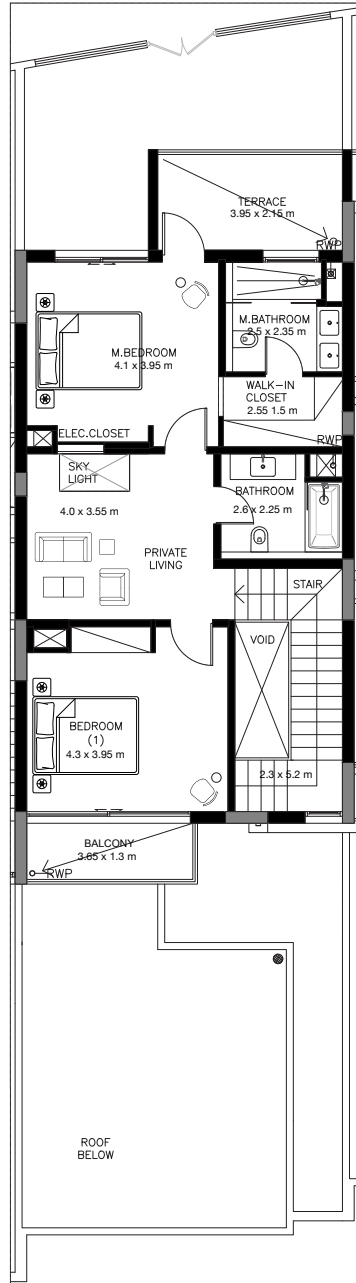 TERRACE
3.95 x 2.15 m
RWP
M.BATHROOM
2.5 x 2.35 m
M.BEDROOM
4.1 x 3.95 m
WALK-IN
CLOSET
2.55 1.5 m
ELEC.CLOSET
RWP
SKY
LIGHT
BATHROOM
2.6 x 2.25 m
4.0 x 3.55 m
PRIVATE
LIVING
STAIR
VOID
BEDROOM
(1)
4.3 x 3.95 m
2.3 x 5.2 m
BALCONY
3.65 x 1.3 m
RWP
ROOF
BELOW